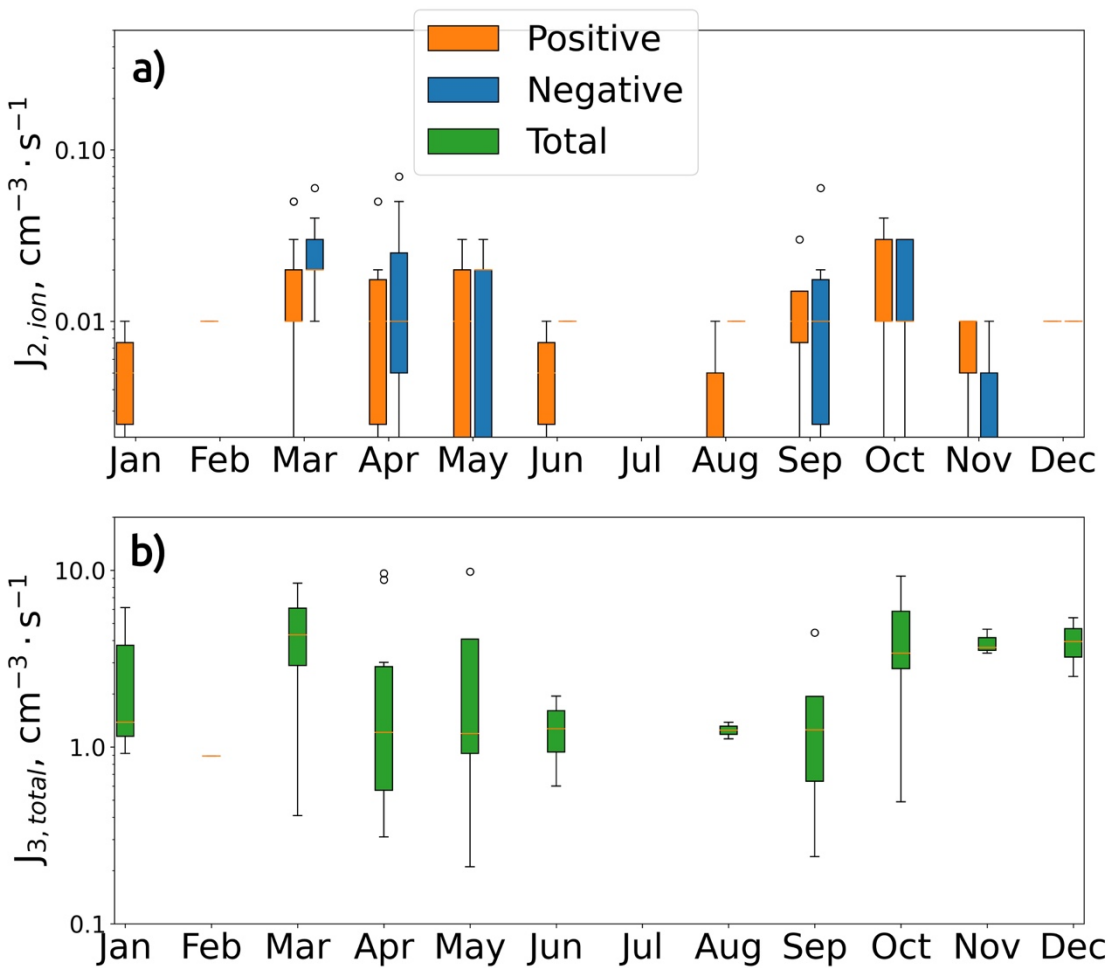 Positive
Negative
Total
a)
J2,ion, cm−3 · s−1
0.10
0.01
Jan Feb Mar Apr May Jun Jul Aug Sep Oct Nov Dec
b)
J3,total, cm−3 · s−1
10.0
1.0
0.1
Jan Feb Mar Apr May Jun Jul Aug Sep Oct Nov Dec